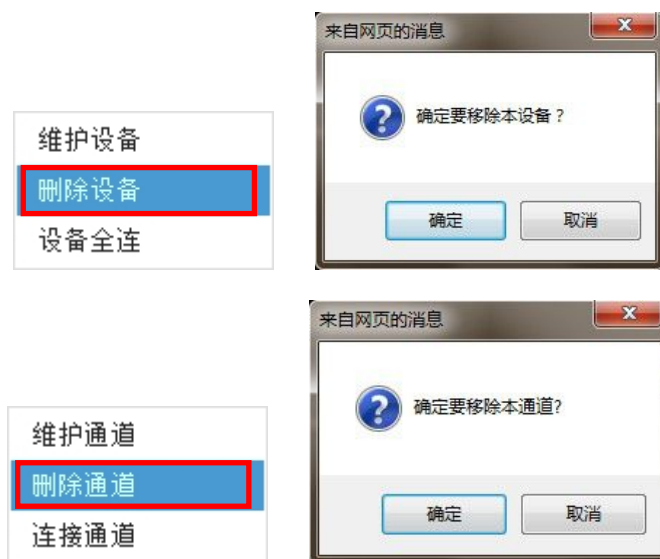 来自网页的消息
x
确定要移除本设备？
维护设备
删除设备
设备全连
确定
取消
来自网页的消息
x
确定要移除本通道?
维护通道
删除通道
连接通道
确定
取消